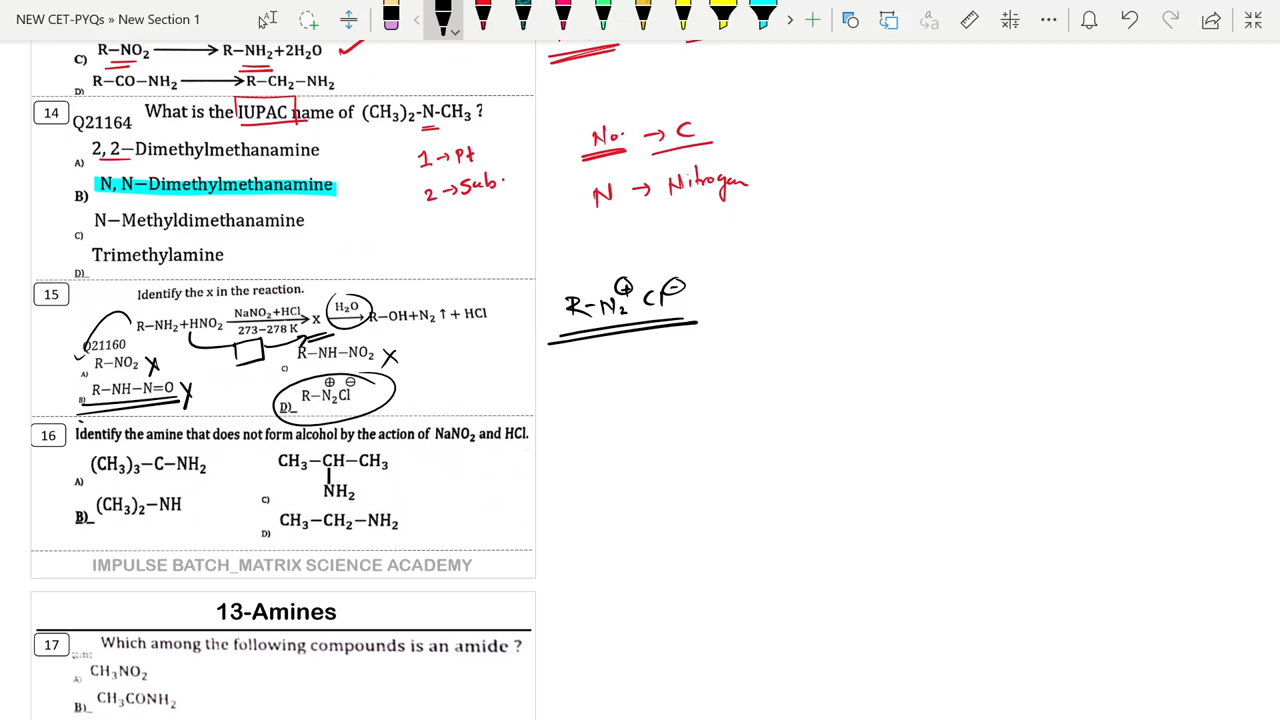 NEW CET-PYQs » New Section 1
C) R−NO₂ ⟶ R−NH₂+2H₂O
D) R−CO−NH₂ ⟶ R−CH₂−NH₂
14 What is the IUPAC name of (CH₃)₂-N-CH₃ ?
Q21164
A) 2, 2−Dimethylmethanamine
B) N, N−Dimethylmethanamine
C) N−Methyldimethanamine
D) Trimethylamine
1 → Pt
2 → Sub.
No. → C
N → Nitrogen
15 Identify the x in the reaction.
R−NH₂+HNO₂ NaNO₂+HCl ⟶ 273−278 K x H₂O ⟶ R−OH+N₂ ↑ + HCl
Q21160
A) R−NO₂ X
B) R−NH−N=O X
C) R−NH−NO₂ X
D) R−N₂⊕Cl⊖
R-N₂⊕ Cl⊖
16 Identify the amine that does not form alcohol by the action of NaNO₂ and HCl.
A) (CH₃)₃−C−NH₂
B) (CH₃)₂−NH
C) CH₃−CH−CH₃
NH₂
D) CH₃−CH₂−NH₂
IMPULSE BATCH_MATRIX SCIENCE ACADEMY
13-Amines
17 Which among the following compounds is an amide ?
A) CH₃NO₂
B) CH₃CONH₂